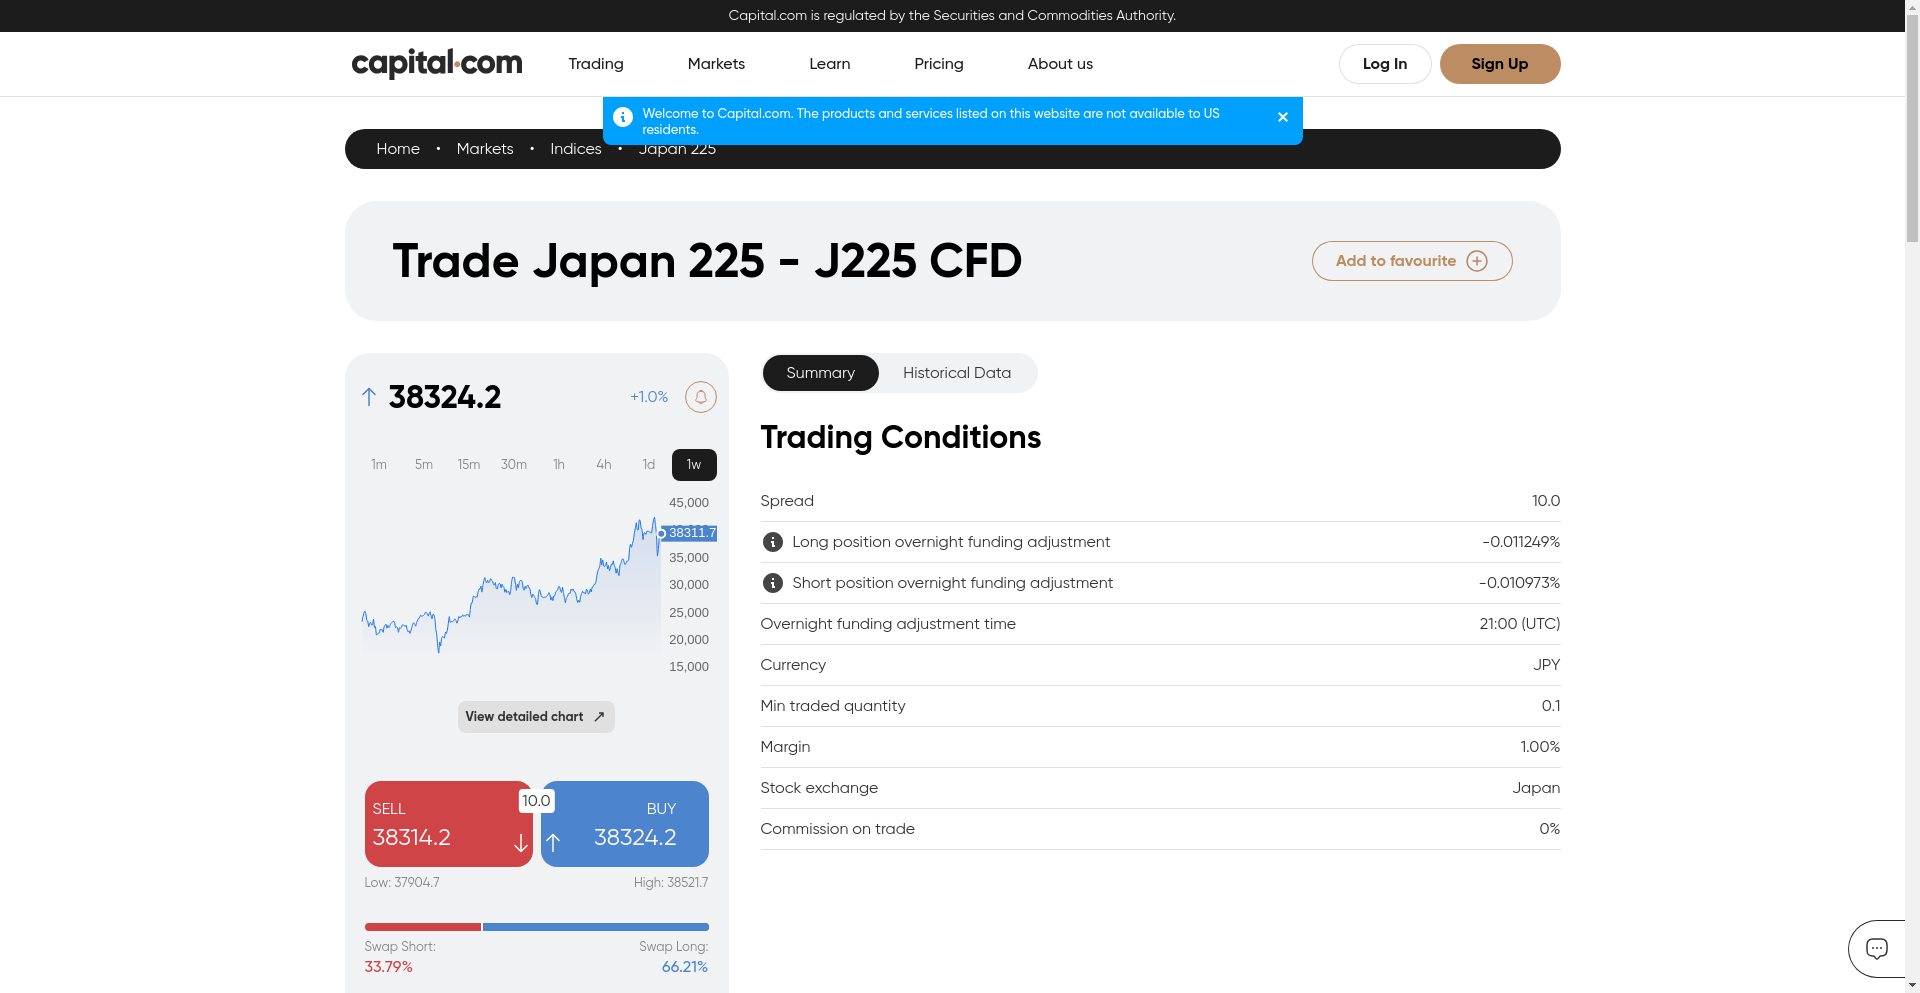 Capital.com is regulated by the Securities and Commodities Authority.
capital.com
Trading
Markets
Learn
Pricing
About us
Log In
Sign Up
Welcome to Capital.com. The products and services listed on this website are not available to US
residents.
Home • Markets • Indices • Japan 225
Trade Japan 225 - J225 CFD
Add to favourite
38324.2
+1.0%
1m 5m 15m 30m 1h 4h 1d 1w
45,000
38311.7
35,000
30,000
25,000
20,000
15,000
View detailed chart
SELL
38314.2
10.0
BUY
38324.2
Low: 37904.7
High: 38521.7
Swap Short:
33.79%
Swap Long:
66.21%
Summary
Historical Data
Trading Conditions
Spread 10.0
Long position overnight funding adjustment -0.011249%
Short position overnight funding adjustment -0.010973%
Overnight funding adjustment time 21:00 (UTC)
Currency JPY
Min traded quantity 0.1
Margin 1.00%
Stock exchange Japan
Commission on trade 0%